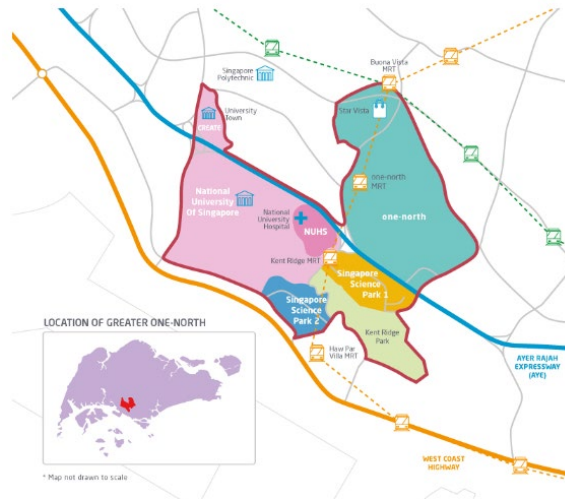 Buona Vista
MRT
Singapore
Polytechnic
Star Vista
University
Town
CREATE
one-north
MRT
National
University
Of Singapore
National
University
Hospital
NUHS
one-north
Kent Ridge MRT
Singapore
Science
Park 1
Singapore
Science
Park 2
Kent Ridge
Park
LOCATION OF GREATER ONE-NORTH
Haw Par
Villa MRT
AYER RAJAH
EXPRESSWAY
(AYE)
WEST COAST
HIGHWAY
* Map not drawn to scale